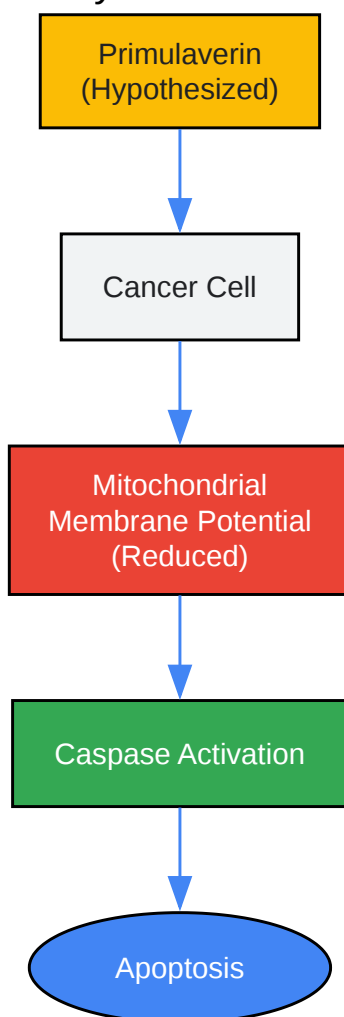 Primulaverin
(Hypothesized)
Cancer Cell
Mitochondrial
Membrane Potential
(Reduced)
Caspase Activation
Apoptosis